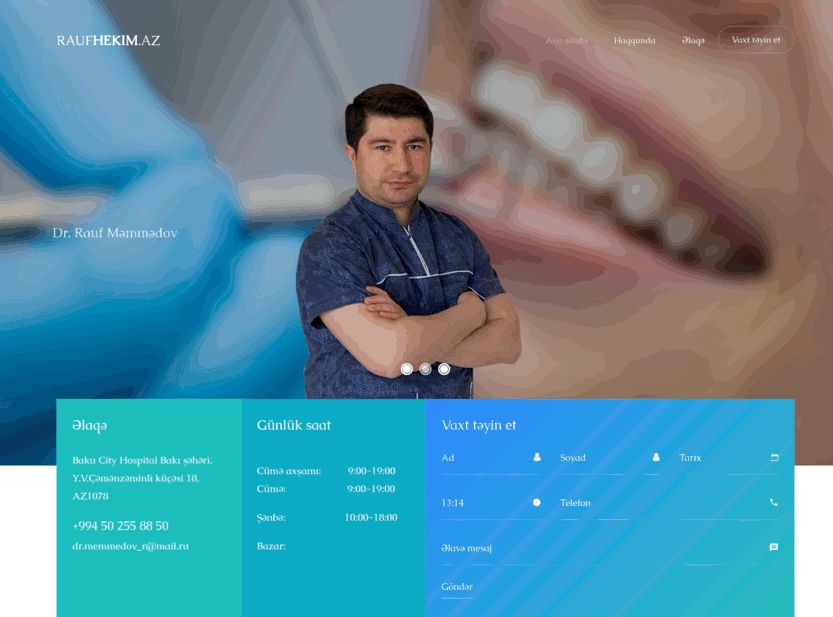 RAUFHEKIM.AZ
Ana səhifə Haqqımda Əlaqə Vaxt təyin et
Dr. Rauf Məmmədov
Əlaqə
Baku City Hospital Bakı şəhəri,
Y.V.Çəmənzəminli küçəsi 18,
AZ1078
+994 50 255 88 50
dr.memmedov_r@mail.ru
Günlük saat
Cümə axşamı: 9:00-19:00
Cümə: 9:00-19:00
Şənbə: 10:00-18:00
Bazar:
Vaxt təyin et
Ad Soyad Tarix
13:14 Telefon
Əlavə mesaj
Göndər